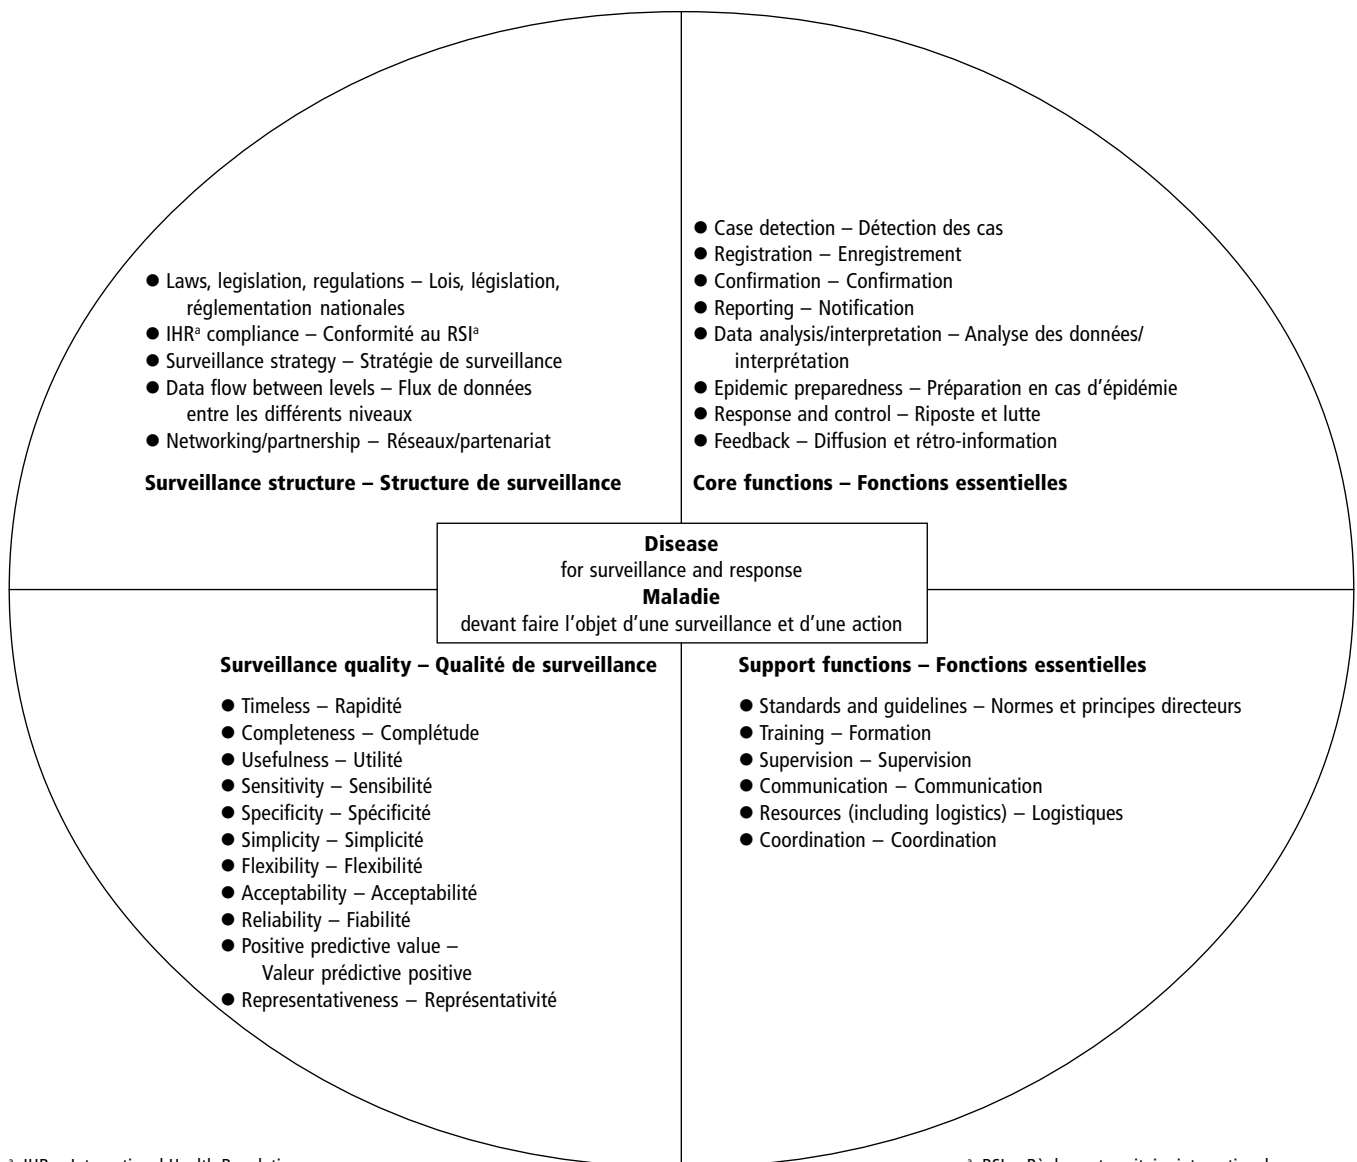 ● Laws, legislation, regulations – Lois, législation,
réglementation nationales
● IHRᵃ compliance – Conformité au RSIᵃ
● Surveillance strategy – Stratégie de surveillance
● Data flow between levels – Flux de données
entre les différents niveaux
● Networking/partnership – Réseaux/partenariat
Surveillance structure – Structure de surveillance
● Case detection – Détection des cas
● Registration – Enregistrement
● Confirmation – Confirmation
● Reporting – Notification
● Data analysis/interpretation – Analyse des données/
interprétation
● Epidemic preparedness – Préparation en cas d'épidémie
● Response and control – Riposte et lutte
● Feedback – Diffusion et rétro-information
Core functions – Fonctions essentielles
Disease
for surveillance and response
Maladie
devant faire l'objet d'une surveillance et d'une action
Surveillance quality – Qualité de surveillance
● Timeless – Rapidité
● Completeness – Complétude
● Usefulness – Utilité
● Sensitivity – Sensibilité
● Specificity – Spécificité
● Simplicity – Simplicité
● Flexibility – Flexibilité
● Acceptability – Acceptabilité
● Reliability – Fiabilité
● Positive predictive value –
Valeur prédictive positive
● Representativeness – Représentativité
Support functions – Fonctions essentielles
● Standards and guidelines – Normes et principes directeurs
● Training – Formation
● Supervision – Supervision
● Communication – Communication
● Resources (including logistics) – Logistiques
● Coordination – Coordination